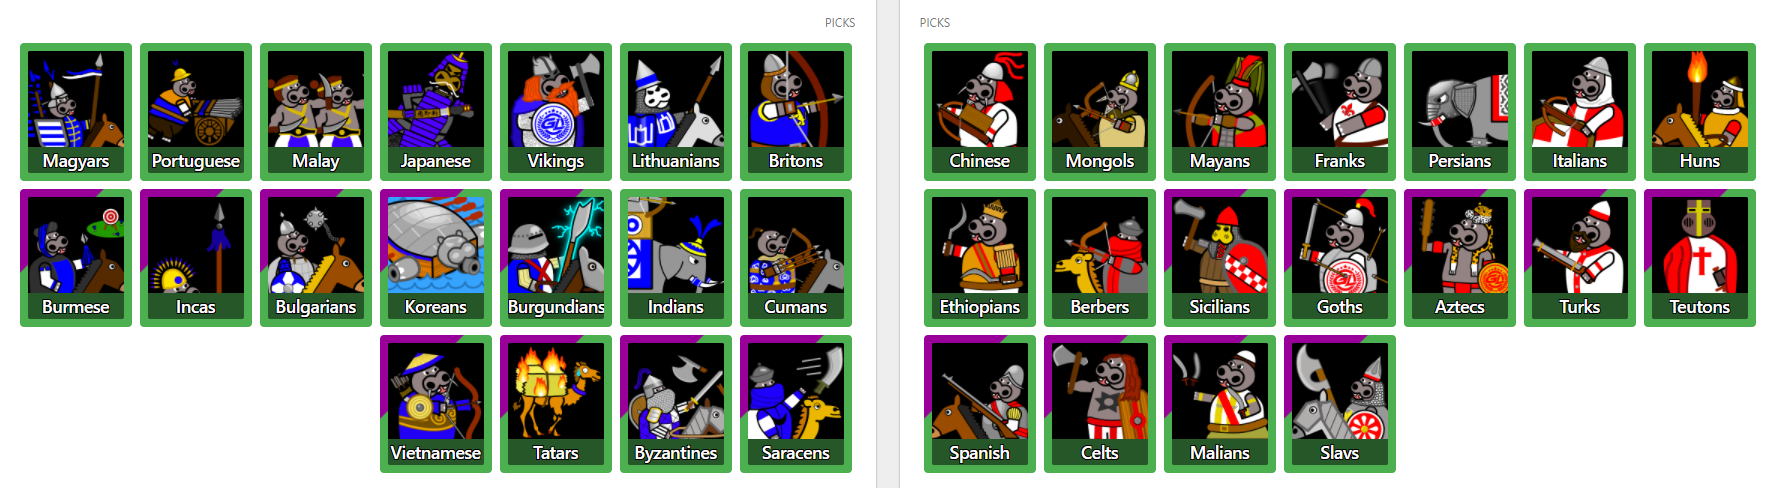 PICKS
Magyars
Portuguese
Malay
Japanese
Vikings
Lithuanians
Britons
Burmese
Incas
Bulgarians
Koreans
Burgundians
Indians
Cumans
Vietnamese
Tatars
Byzantines
Saracens
PICKS
Chinese
Mongols
Mayans
Franks
Persians
Italians
Huns
Ethiopians
Berbers
Sicilians
Goths
Aztecs
Turks
Teutons
Spanish
Celts
Malians
Slavs